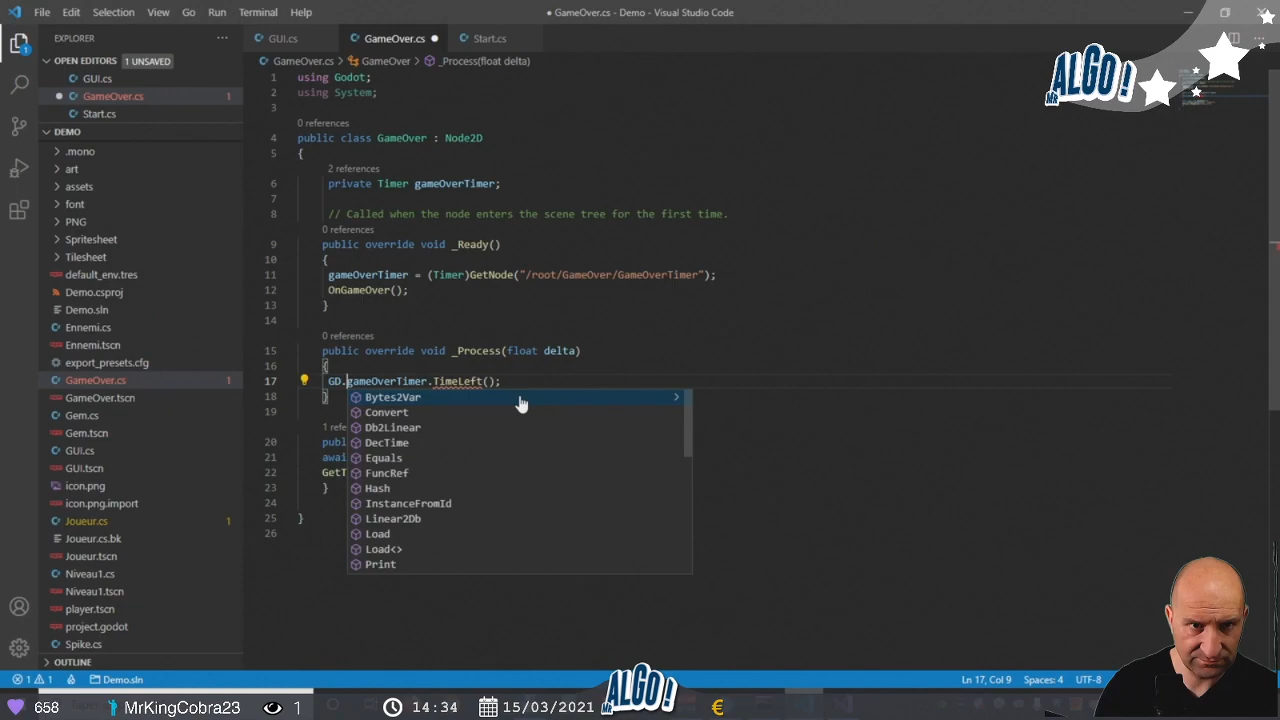 File Edit Selection View Go Run Terminal Help
● GameOver.cs - Demo - Visual Studio Code
EXPLORER
GUI.cs
GameOver.cs
Start.cs
OPEN EDITORS 1 UNSAVED
GUI.cs
GameOver.cs 1
Start.cs
DEMO
.mono
art
assets
font
PNG
Spritesheet
Tilesheet
default_env.tres
Demo.csproj
Demo.sln
Ennemi.cs
Ennemi.tscn
export_presets.cfg
GameOver.cs 1
GameOver.tscn
Gem.cs
Gem.tscn
GUI.cs
GUI.tscn
icon.png
icon.png.import
Joueur.cs 1
Joueur.cs.bk
Joueur.tscn
Niveau1.cs
Niveau1.tscn
player.tscn
project.godot
Spike.cs
OUTLINE
GameOver.cs > GameOver > _Process(float delta)
1 using Godot;
2 using System;
3
0 references
4 public class GameOver : Node2D
5 {
2 references
6 private Timer gameOverTimer;
7
8 // Called when the node enters the scene tree for the first time.
0 references
9 public override void _Ready()
10 {
11 gameOverTimer = (Timer)GetNode("/root/GameOver/GameOverTimer");
12 OnGameOver();
13 }
14
0 references
15 public override void _Process(float delta)
16 {
17 GD.gameOverTimer.TimeLeft();
18 }
19
1 refe
20 publ
21 awai
22 GetT
23 }
24
25 }
26
Bytes2Var
Convert
Db2Linear
DecTime
Equals
FuncRef
Hash
InstanceFromId
Linear2Db
Load
Load<>
Print
MR ALGO!
1 1 Demo.sln
Ln 17, Col 9 Spaces: 4 UTF-8
658 MrKingCobra23 1 14:34 15/03/2021 €
ALGO!